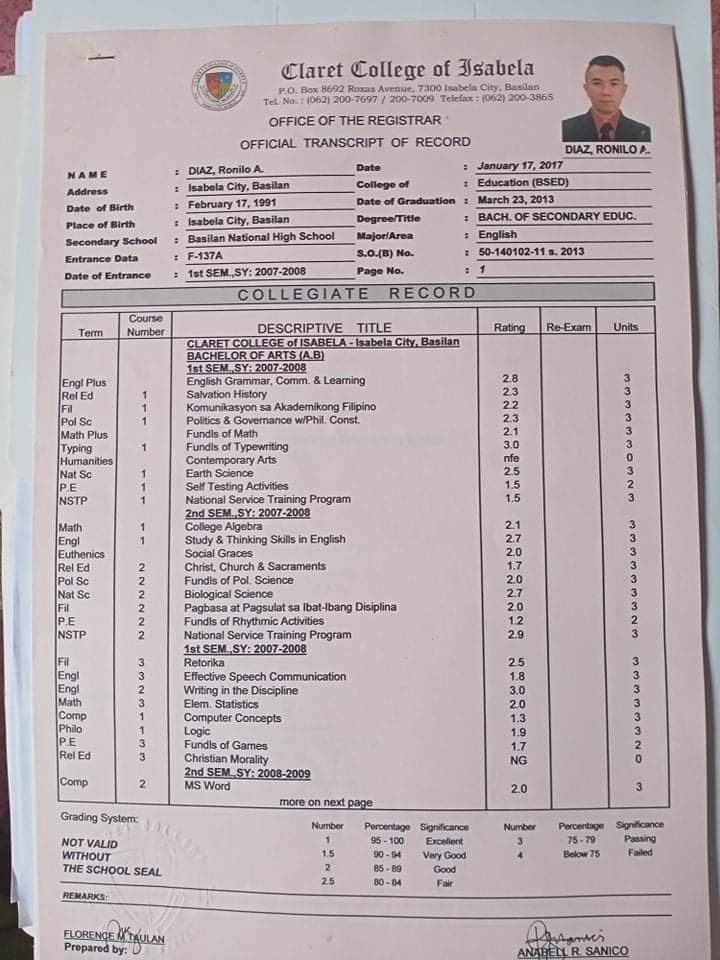 Claret College of Isabela
P.O. Box 8692 Roxas Avenue, 7300 Isabela City, Basilan
Tel. No. : (062) 200-7697 / 200-7009 Telefax : (062) 200-3865
OFFICE OF THE REGISTRAR
OFFICIAL TRANSCRIPT OF RECORD
DIAZ, RONILO A.
NAME : DIAZ, Ronilo A. Date : January 17, 2017
Address : Isabela City, Basilan College of : Education (BSED)
Date of Birth : February 17, 1991 Date of Graduation : March 23, 2013
Place of Birth : Isabela City, Basilan Degree/Title : BACH. OF SECONDARY EDUC.
Secondary School : Basilan National High School Major/Area : English
Entrance Data : F-137A S.O.(B) No. : 50-140102-11 s. 2013
Date of Entrance : 1st SEM.,SY: 2007-2008 Page No. : 1
COLLEGIATE RECORD
Term Course Number DESCRIPTIVE TITLE Rating Re-Exam Units
CLARET COLLEGE of ISABELA - Isabela City, Basilan
BACHELOR OF ARTS (A.B)
1st SEM.,SY: 2007-2008
Engl Plus English Grammar, Comm. & Learning 2.8 3
Rel Ed 1 Salvation History 2.3 3
Fil 1 Komunikasyon sa Akademikong Filipino 2.2 3
Pol Sc 1 Politics & Governance w/Phil. Const. 2.3 3
Math Plus Fundls of Math 2.1 3
Typing 1 Fundls of Typewriting 3.0 3
Humanities Contemporary Arts nfe 0
Nat Sc 1 Earth Science 2.5 3
P.E 1 Self Testing Activities 1.5 2
NSTP 1 National Service Training Program 1.5 3
2nd SEM.,SY: 2007-2008
Math 1 College Algebra 2.1 3
Engl 1 Study & Thinking Skills in English 2.7 3
Euthenics Social Graces 2.0 3
Rel Ed 2 Christ, Church & Sacraments 1.7 3
Pol Sc 2 Fundls of Pol. Science 2.0 3
Nat Sc 2 Biological Science 2.7 3
Fil 2 Pagbasa at Pagsulat sa Ibat-Ibang Disiplina 2.0 3
P.E 2 Fundls of Rhythmic Activities 1.2 2
NSTP 2 National Service Training Program 2.9 3
1st SEM.,SY: 2007-2008
Fil 3 Retorika 2.5 3
Engl 3 Effective Speech Communication 1.8 3
Engl 2 Writing in the Discipline 3.0 3
Math 3 Elem. Statistics 2.0 3
Comp 1 Computer Concepts 1.3 3
Philo 1 Logic 1.9 3
P.E 3 Fundls of Games 1.7 2
Rel Ed 3 Christian Morality NG 0
2nd SEM.,SY: 2008-2009
Comp 2 MS Word 2.0 3
more on next page
Grading System: Number Percentage Significance Number Percentage Significance
NOT VALID 1 95 - 100 Excellent 3 75 - 79 Passing
WITHOUT 1.5 90 - 94 Very Good 4 Below 75 Failed
THE SCHOOL SEAL 2 85 - 89 Good
2.5 80 - 84 Fair
REMARKS:
FLORENCE M. TAULAN
Prepared by:
ANABELL R. SANICO